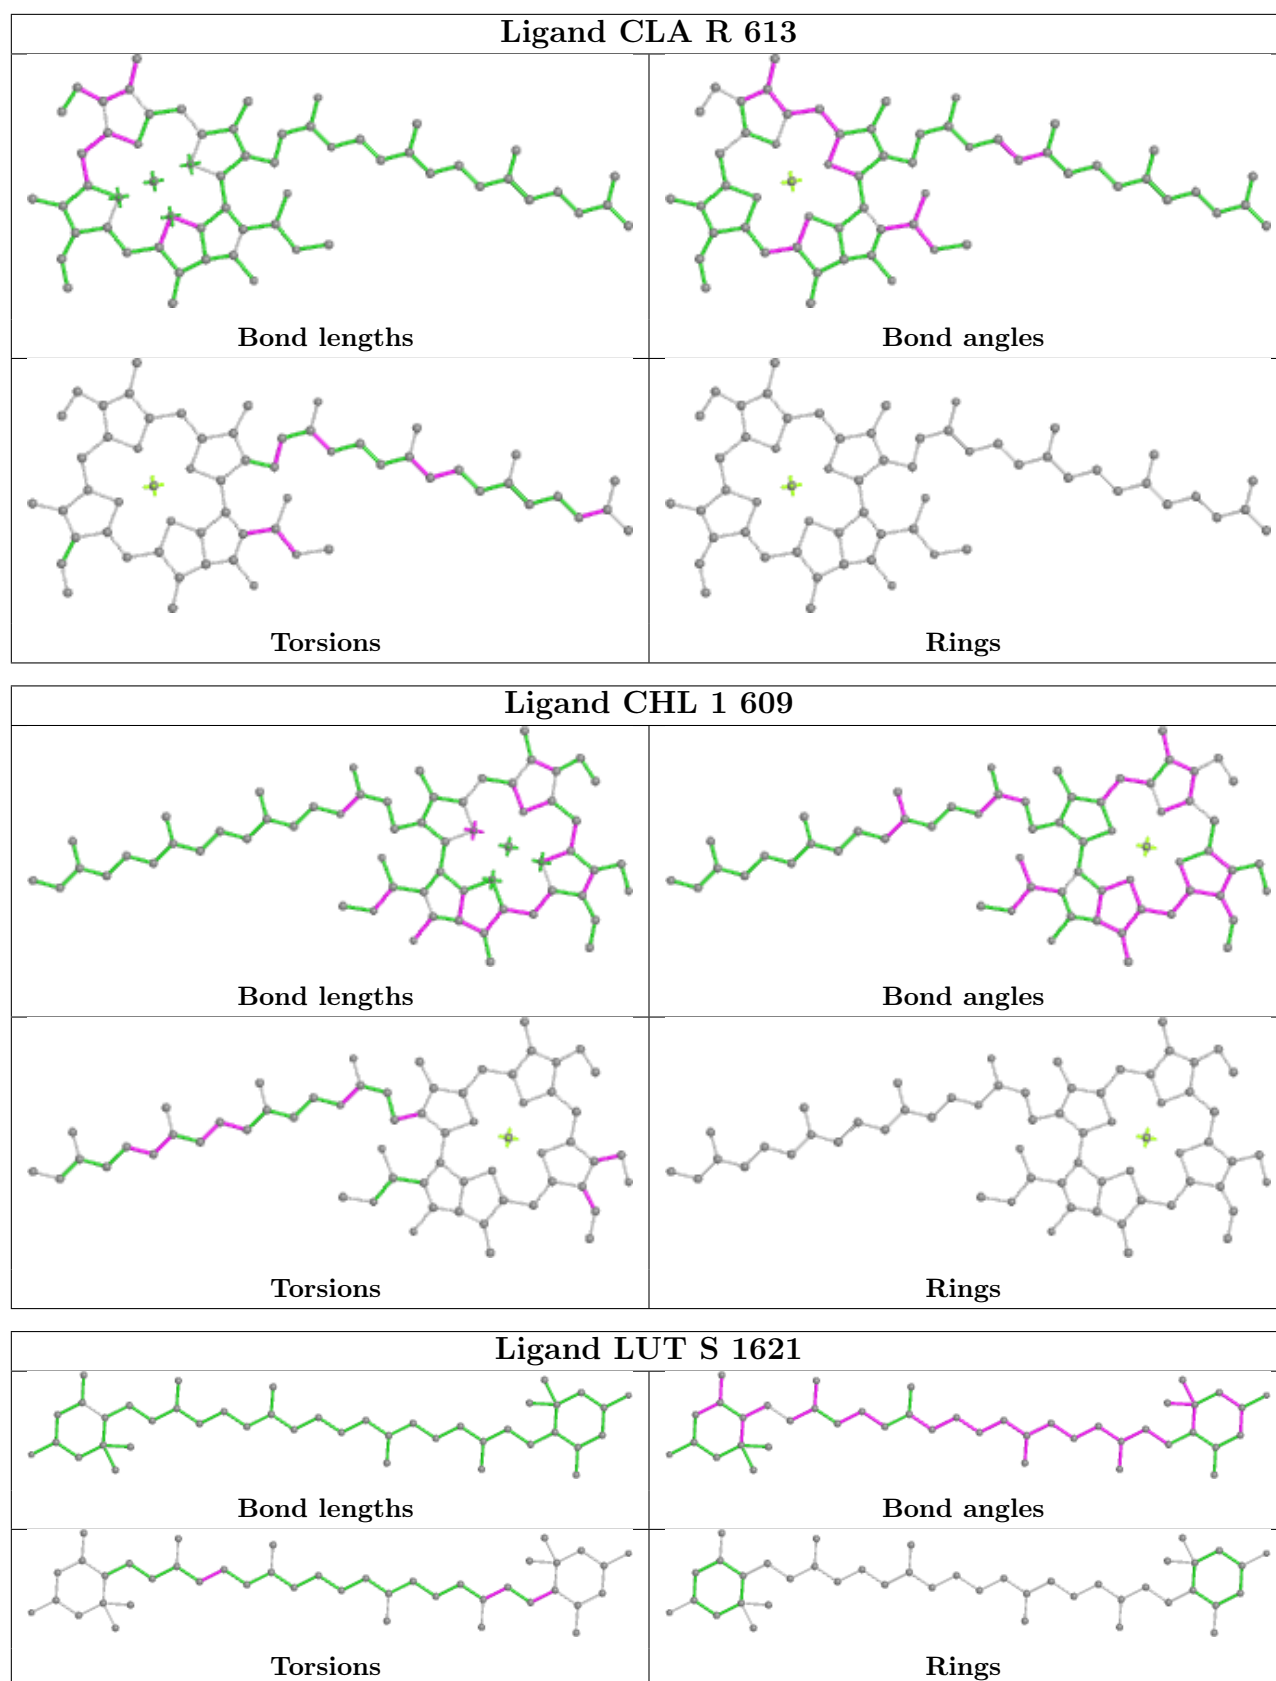 Ligand CLA R 613
Bond lengths
Bond angles
Torsions
Rings
Ligand CHL 1 609
Bond lengths
Bond angles
Torsions
Rings
Ligand LUT S 1621
Bond lengths
Bond angles
Torsions
Rings